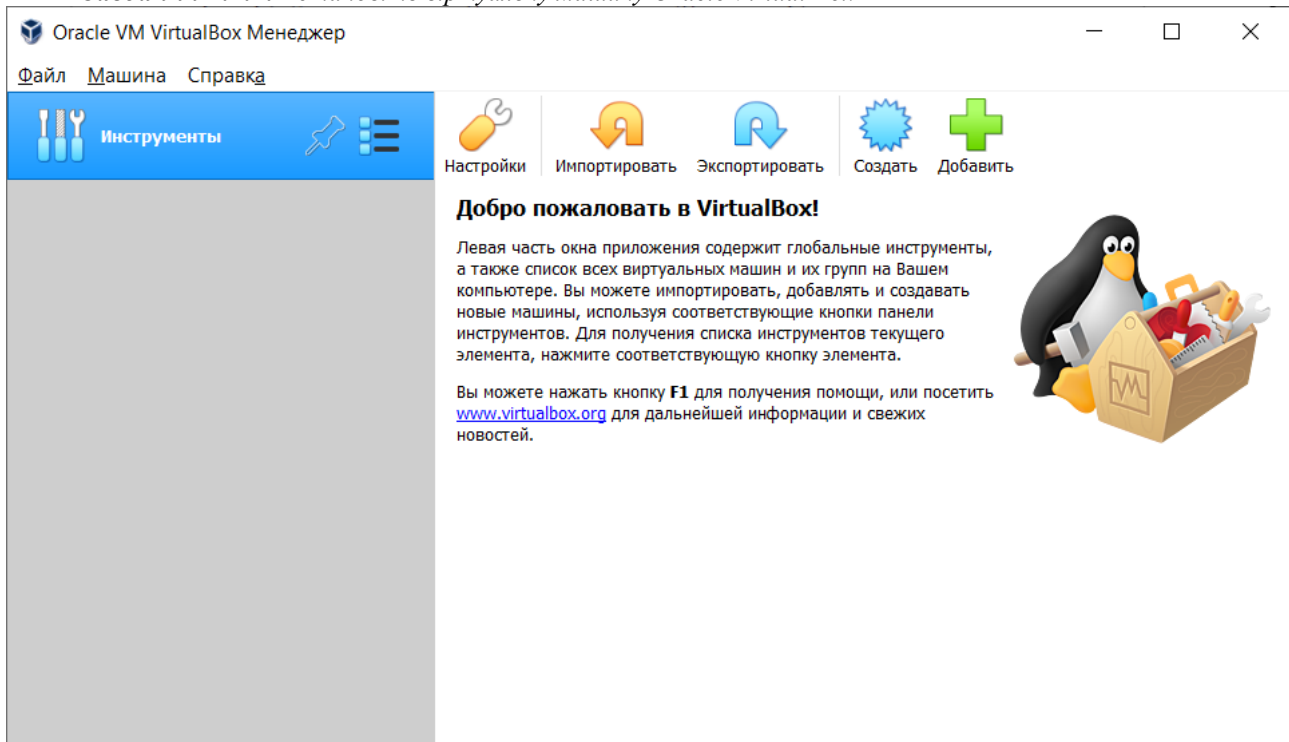 Oracle VM VirtualBox Менеджер
Файл Машина Справка
Инструменты
Настройки Импортировать Экспортировать Создать Добавить
Добро пожаловать в VirtualBox!
Левая часть окна приложения содержит глобальные инструменты,
а также список всех виртуальных машин и их групп на Вашем
компьютере. Вы можете импортировать, добавлять и создавать
новые машины, используя соответствующие кнопки панели
инструментов. Для получения списка инструментов текущего
элемента, нажмите соответствующую кнопку элемента.
Вы можете нажать кнопку F1 для получения помощи, или посетить
www.virtualbox.org для дальнейшей информации и свежих
новостей.